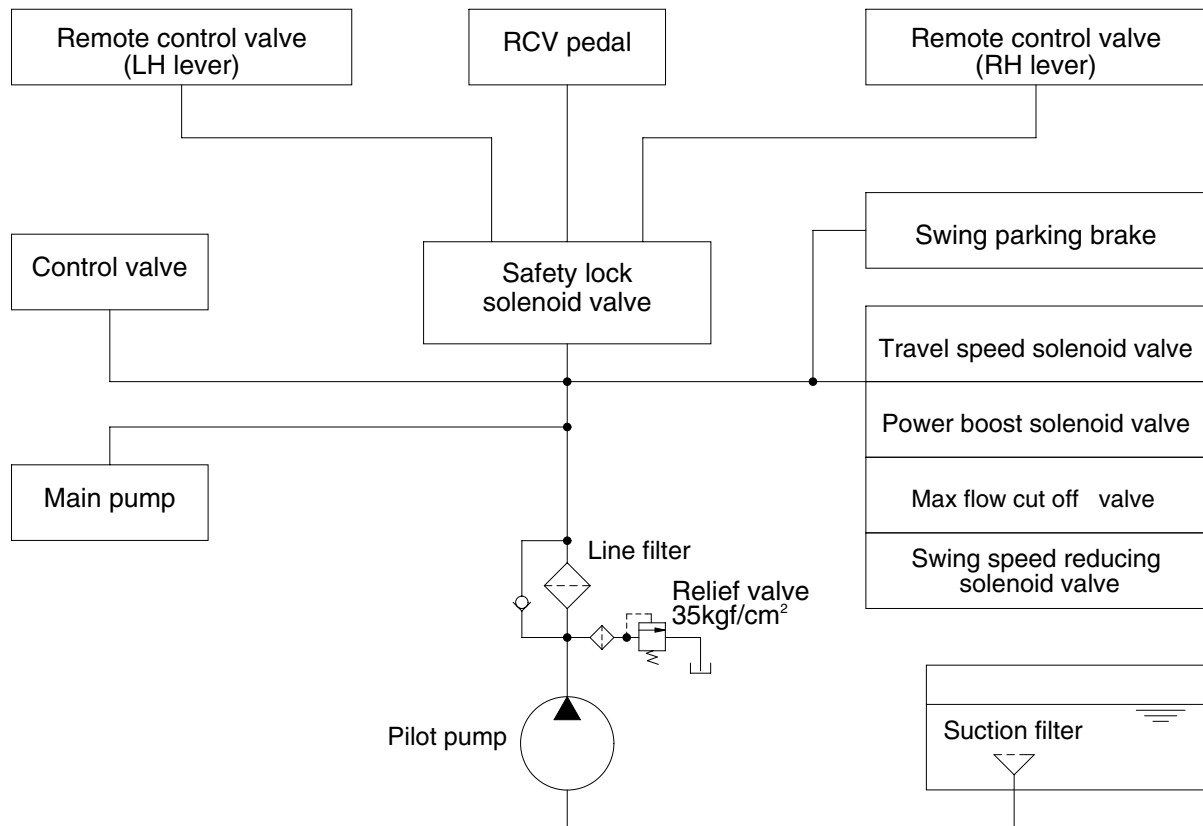 Remote control valve
(LH lever)
RCV pedal
Remote control valve
(RH lever)
Swing parking brake
Control valve
Safety lock
solenoid valve
Travel speed solenoid valve
Power boost solenoid valve
Main pump
Max flow cut off valve
Line filter
Swing speed reducing
solenoid valve
Relief valve
35kgf/cm²
Pilot pump
Suction filter